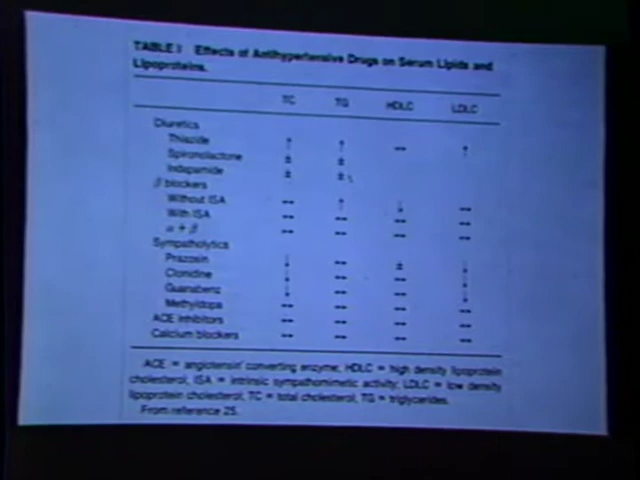 TABLE I Effects of Antihypertensive Drugs on Serum Lipids and
Lipoproteins.
TC TG HDLC LDLC
Diuretics
Thiazide ↑ ↑ -- ↑
Spironolactone ± ±
Indapamide ± ±
β blockers
Without ISA -- ↑ ↓ --
With ISA -- -- -- --
α + β -- -- -- --
Sympatholytics
Prazosin ↓ -- ± ↓
Clonidine ↓ -- -- ↓
Guanabenz ↓ -- -- ↓
Methyldopa -- -- -- --
ACE inhibitors -- -- -- --
Calcium blockers -- -- -- --
ACE = angiotensin converting enzyme; HDLC = high density lipoprotein
cholesterol; ISA = intrinsic sympathomimetic activity; LDLC = low density
lipoprotein cholesterol; TC = total cholesterol; TG = triglycerides.
From reference 25.